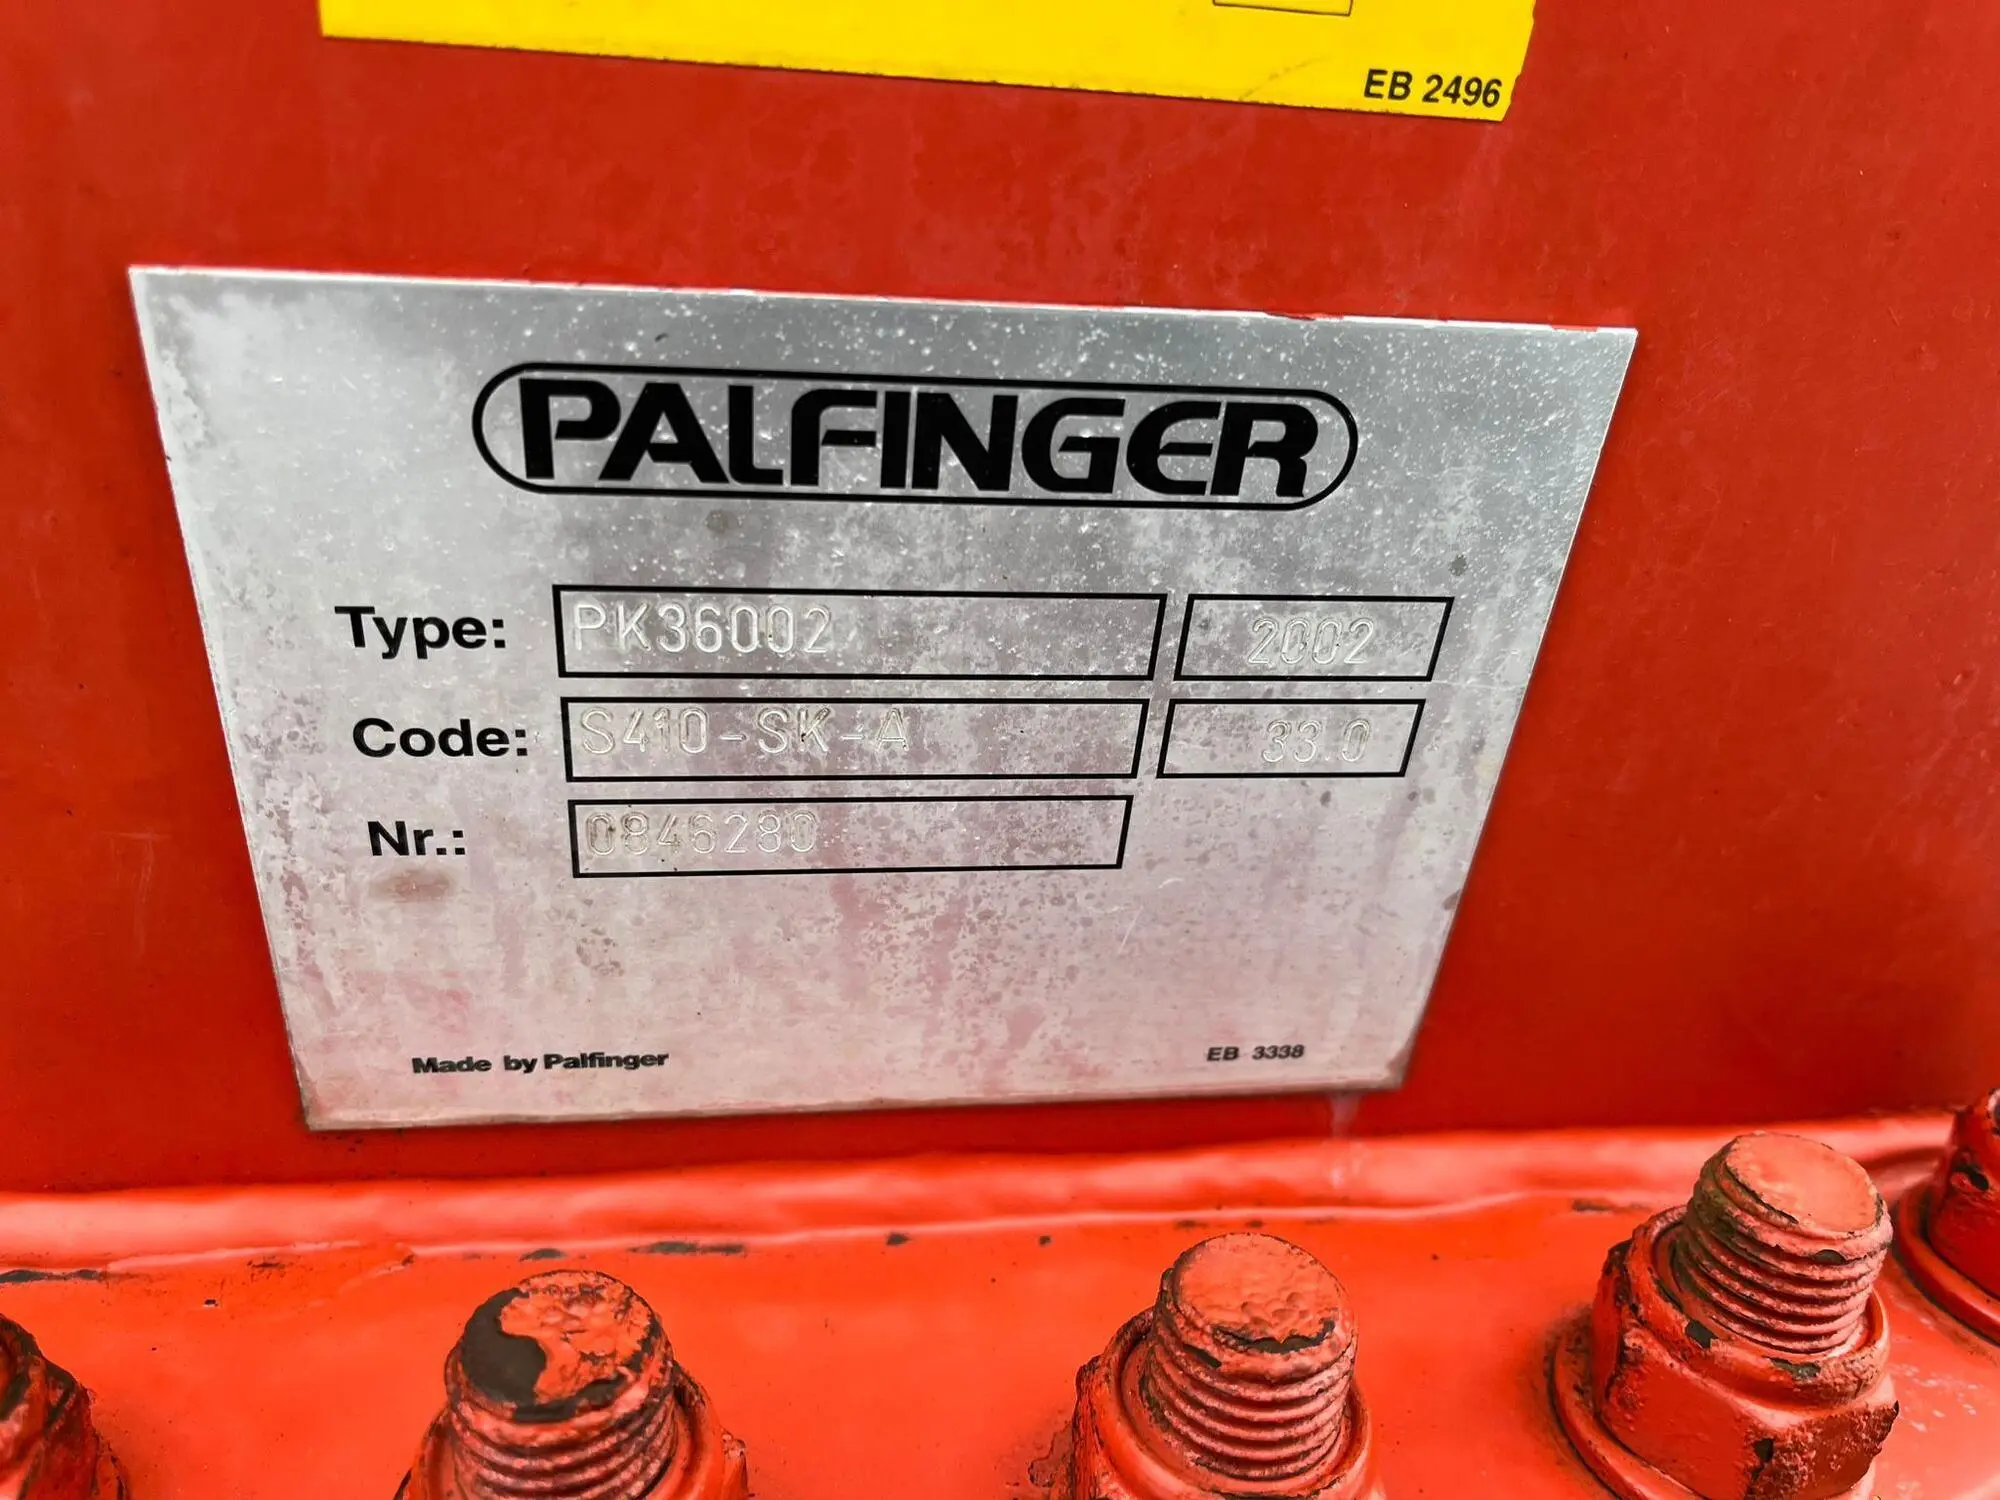 EB 2496
PALFINGER
Type: PK36002 2002
Code: S410-SK-A 33.0
Nr.: 0846280
Made by Palfinger EB 3338